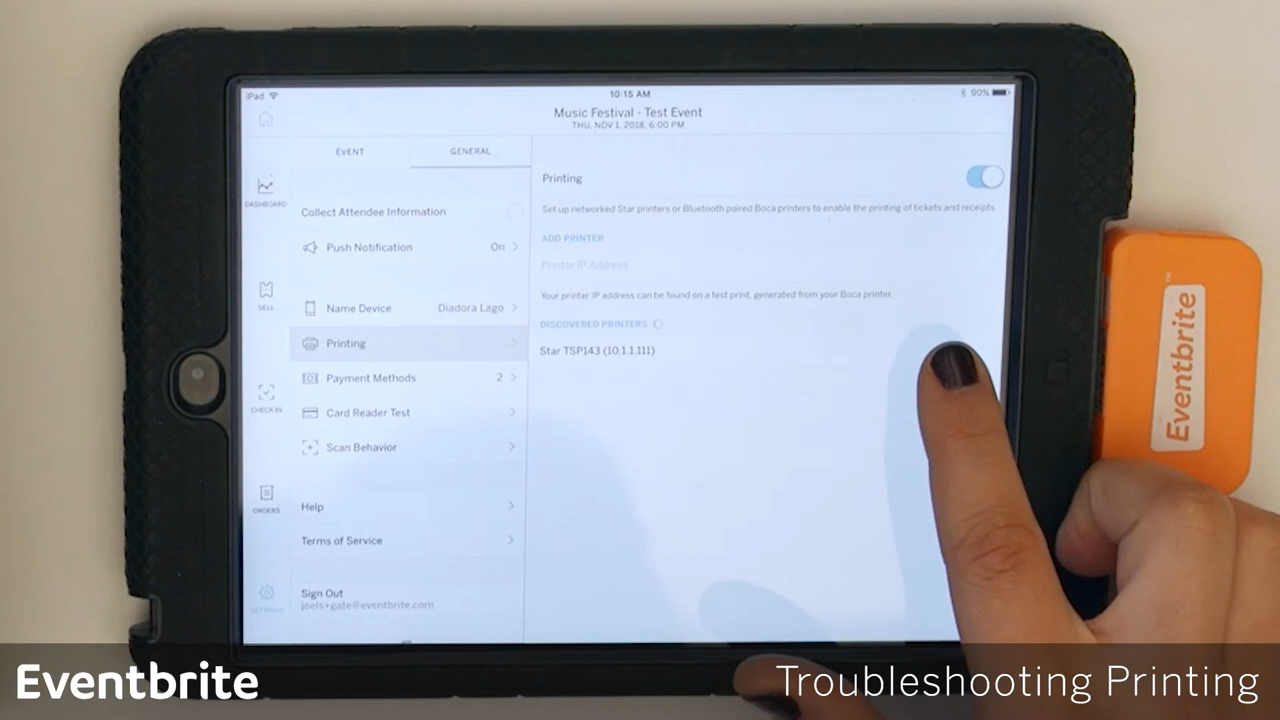 iPad
10:15 AM
90%
Music Festival - Test Event
THU, NOV 1, 2018, 6:00 PM
EVENT
GENERAL
DASHBOARD
SELL
CHECK IN
ORDERS
SETTINGS
Collect Attendee Information
Push Notification On
Name Device Diadora Lago
Printing
Payment Methods 2
Card Reader Test
Scan Behavior
Help
Terms of Service
Sign Out
joels+gate@eventbrite.com
Printing
Set up networked Star printers or Bluetooth paired Boca printers to enable the printing of tickets and receipts.
ADD PRINTER
Printer IP Address
Your printer IP address can be found on a test print, generated from your Boca printer.
DISCOVERED PRINTERS
Star TSP143 (10.1.1.111)
Eventbrite™
Eventbrite
Troubleshooting Printing